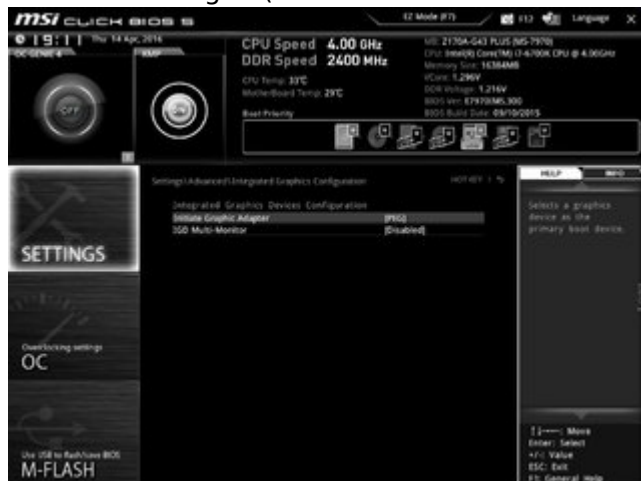 msi CLICK BIOS 5
EZ Mode (F7)
F12
Language
X
Thu 14 Apr, 2016
OC GENIE 4
XMP
CPU Speed 4.00 GHz
DDR Speed 2400 MHz
MB: Z170A-G43 PLUS (MS-7970)
CPU: Intel(R) Core(TM) i7-6700K CPU @ 4.00GHz
Memory Size: 16384MB
VCore: 1.296V
DDR Voltage: 1.216V
BIOS Ver: E7970IMS.300
BIOS Build Date: 09/10/2015
CPU Temp: 33°C
MotherBoard Temp: 29°C
Boot Priority
OFF
Settings\Advanced\Integrated Graphics Configuration
HOT KEY
HELP
INFO
Integrated Graphics Devices Configuration
Initiate Graphic Adapter [PEG]
IGD Multi-Monitor [Disabled]
Selects a graphics
device as the
primary boot device.
SETTINGS
Overclocking settings
OC
Use USB to flash/save BIOS
M-FLASH
Move
Enter: Select
+/-: Value
ESC: Exit
F1: General Help